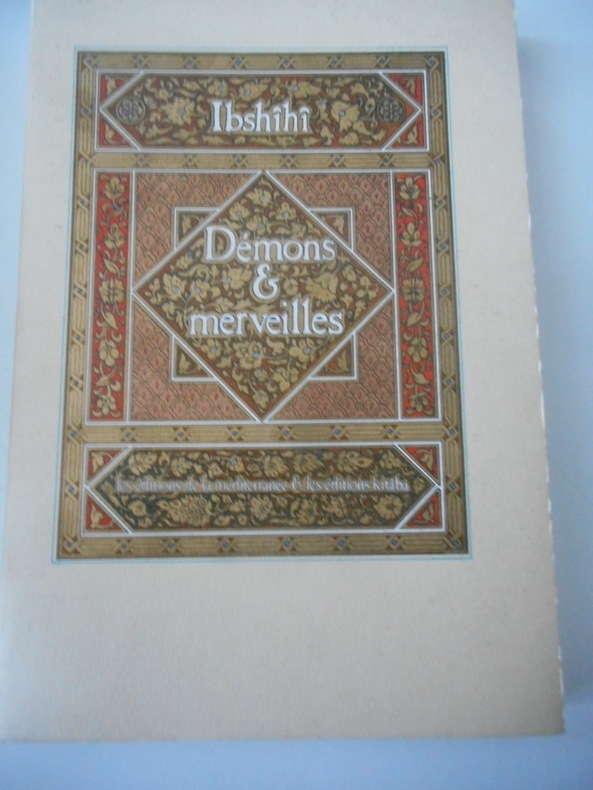 Ibshîhî
Démons
&
merveilles
les éditions de la méditerranée & les éditions kitâba